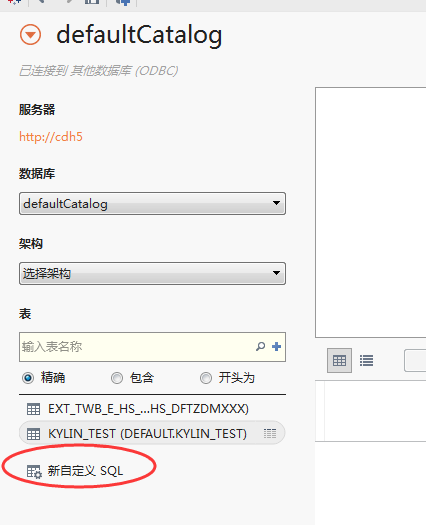 defaultCatalog
已连接到 其他数据库 (ODBC)
服务器
http://cdh5
数据库
defaultCatalog
架构
选择架构
表
输入表名称
精确 包含 开头为
EXT_TWB_E_HS_...HS_DFTZDMXXX)
KYLIN_TEST (DEFAULT.KYLIN_TEST)
新自定义 SQL